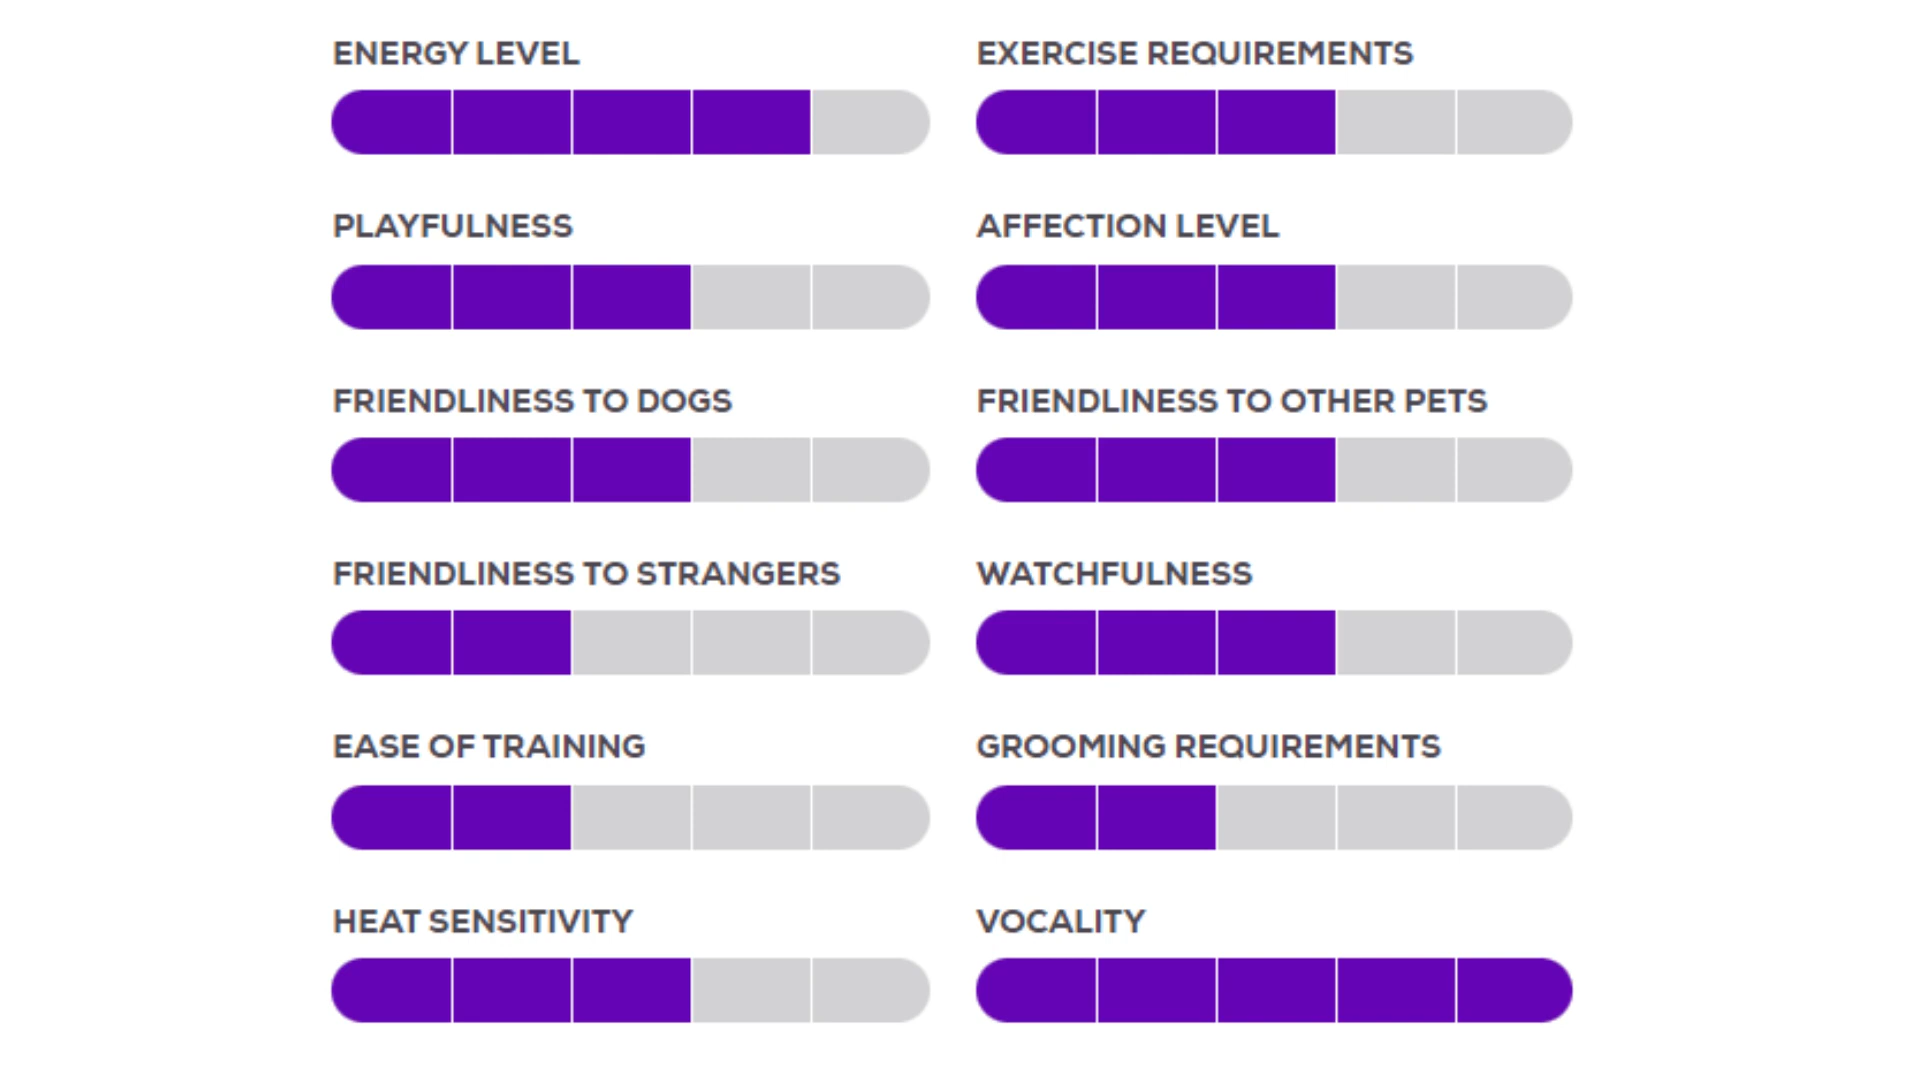 ENERGY LEVEL
EXERCISE REQUIREMENTS
PLAYFULNESS
AFFECTION LEVEL
FRIENDLINESS TO DOGS
FRIENDLINESS TO OTHER PETS
FRIENDLINESS TO STRANGERS
WATCHFULNESS
EASE OF TRAINING
GROOMING REQUIREMENTS
HEAT SENSITIVITY
VOCALITY